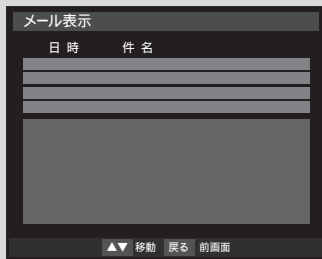 メール表示
日 時 件 名
▲▼ 移動 戻る 前画面